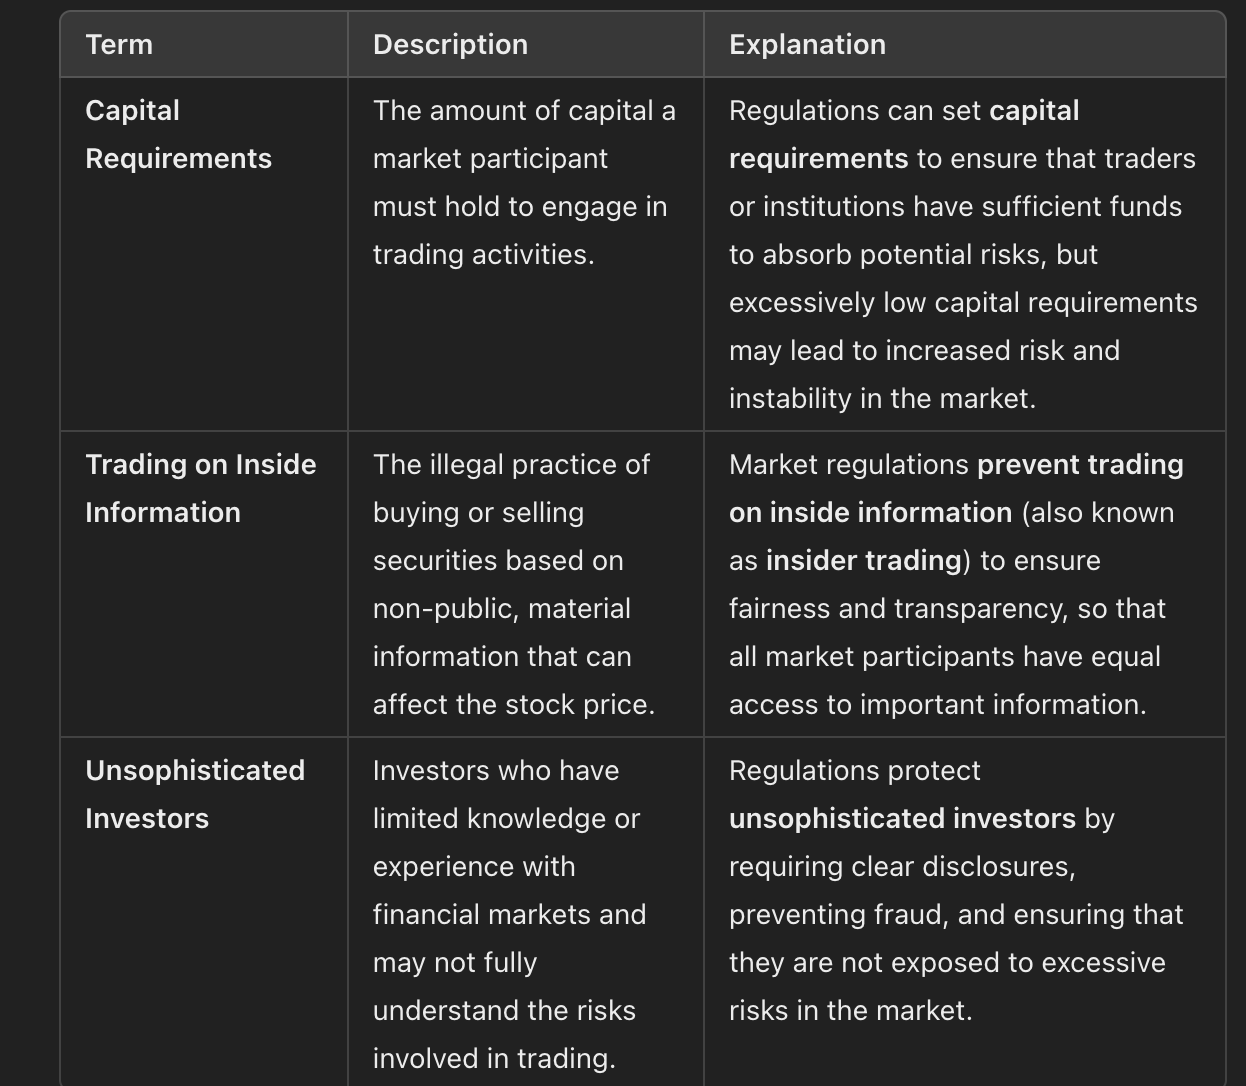 Term
Description
Explanation
Capital
Requirements
The amount of capital a
market participant
must hold to engage in
trading activities.
Regulations can set capital
requirements to ensure that traders
or institutions have sufficient funds
to absorb potential risks, but
excessively low capital requirements
may lead to increased risk and
instability in the market.
Trading on Inside
Information
The illegal practice of
buying or selling
securities based on
non-public, material
information that can
affect the stock price.
Market regulations prevent trading
on inside information (also known
as insider trading) to ensure
fairness and transparency, so that
all market participants have equal
access to important information.
Unsophisticated
Investors
Investors who have
limited knowledge or
experience with
financial markets and
may not fully
understand the risks
involved in trading.
Regulations protect
unsophisticated investors by
requiring clear disclosures,
preventing fraud, and ensuring that
they are not exposed to excessive
risks in the market.